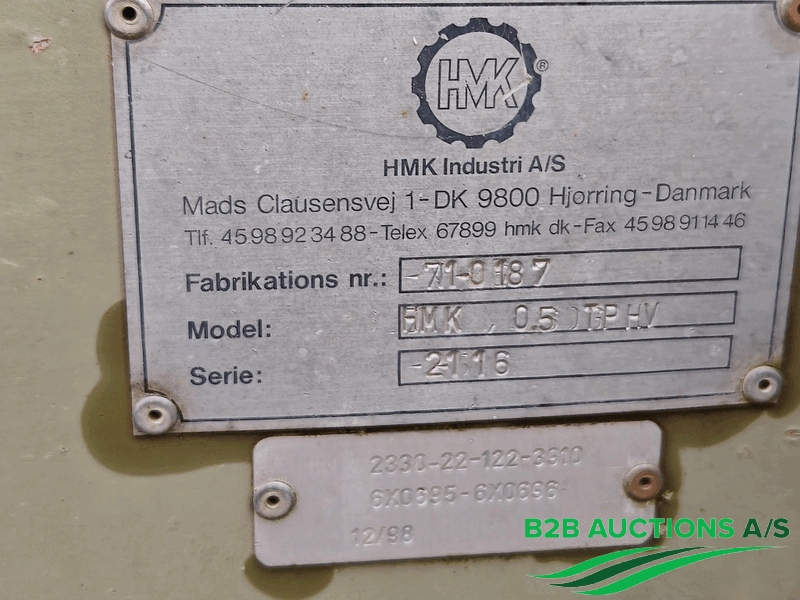 HMK ®
HMK Industri A/S
Mads Clausensvej 1-DK 9800 Hjørring-Danmark
Tlf. 45 98 92 34 88-Telex 67899 hmk dk-Fax 45 98 91 14 46
Fabrikations nr.: -71-0187
Model: HMK , 0.5 TPHV
Serie: -2116
2330-22-122-3910
6X0695-6X0696
12/98
B2B AUCTIONS A/S